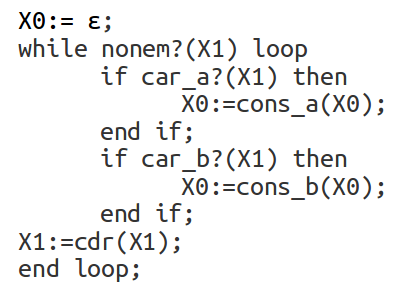 X0:= ε;
while nonem?(X1) loop
if car_a?(X1) then
X0:=cons_a(X0);
end if;
if car_b?(X1) then
X0:=cons_b(X0);
end if;
X1:=cdr(X1);
end loop;